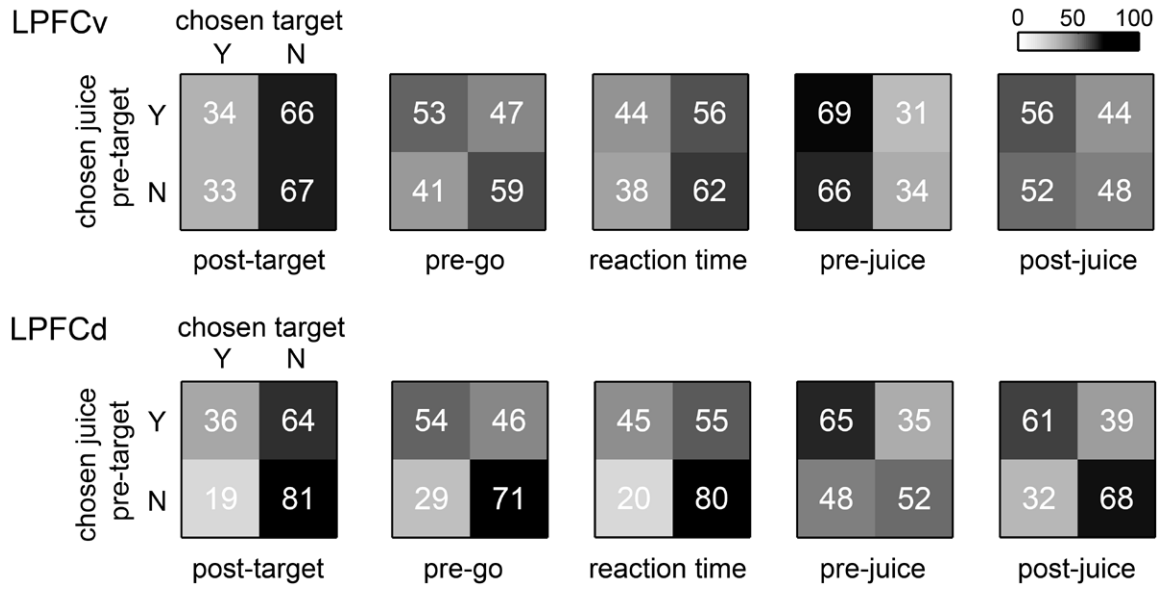 LPFCv
chosen target
Y N
0 50 100
chosen juice
pre-target
Y
N
34 66
33 67
post-target
53 47
41 59
pre-go
44 56
38 62
reaction time
69 31
66 34
pre-juice
56 44
52 48
post-juice
LPFCd
chosen target
Y N
chosen juice
pre-target
Y
N
36 64
19 81
post-target
54 46
29 71
pre-go
45 55
20 80
reaction time
65 35
48 52
pre-juice
61 39
32 68
post-juice